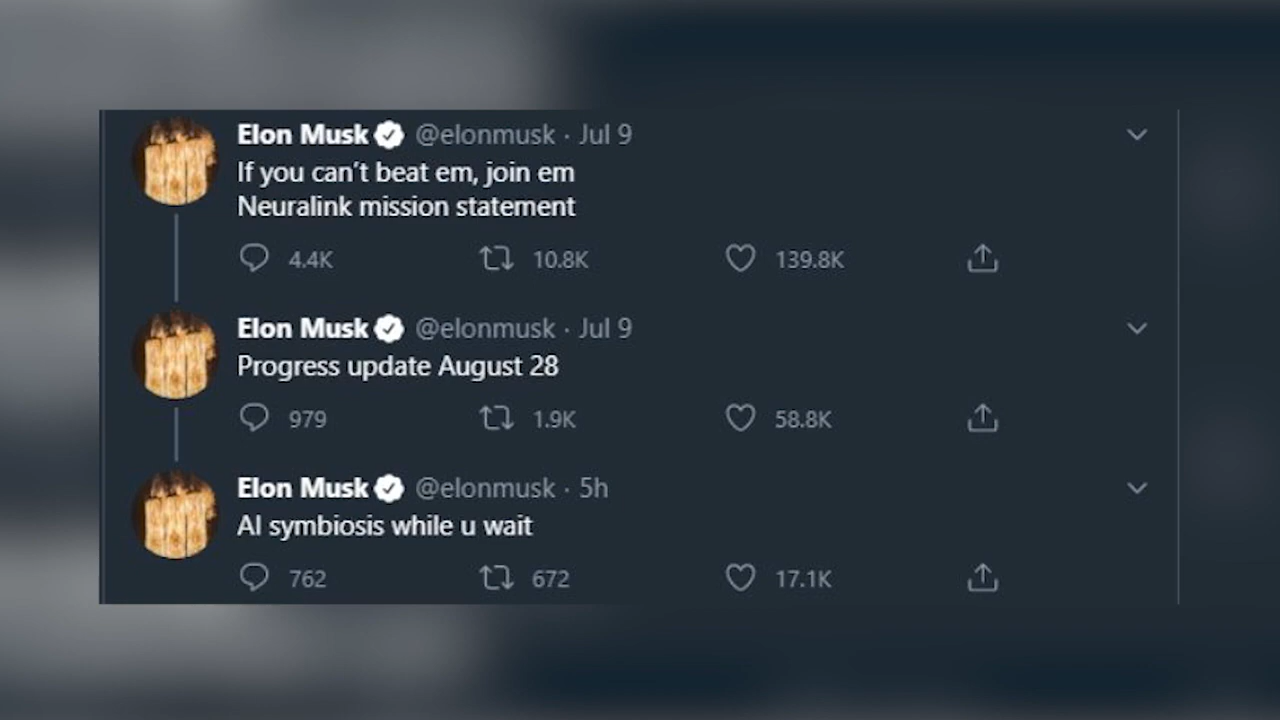 Elon Musk @elonmusk · Jul 9
If you can’t beat em, join em
Neuralink mission statement
4.4K 10.8K 139.8K
Elon Musk @elonmusk · Jul 9
Progress update August 28
979 1.9K 58.8K
Elon Musk @elonmusk · 5h
AI symbiosis while u wait
762 672 17.1K